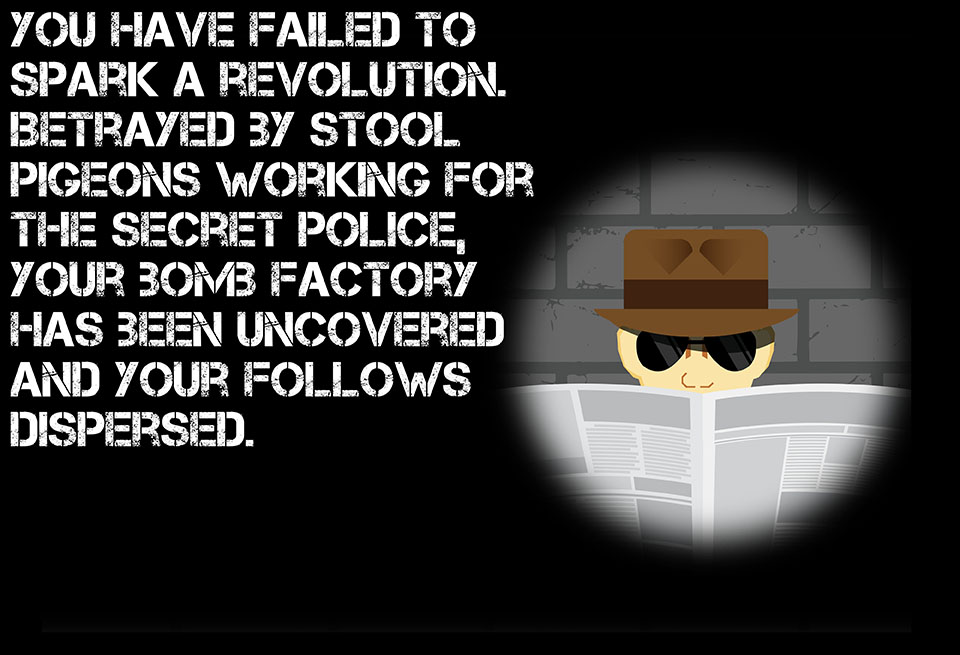 YOU HAVE FAILED TO
SPARK A REVOLUTION.
BETRAYED BY STOOL
PIGEONS WORKING FOR
THE SECRET POLICE,
YOUR BOMB FACTORY
HAS BEEN UNCOVERED
AND YOUR FOLLOWS
DISPERSED.